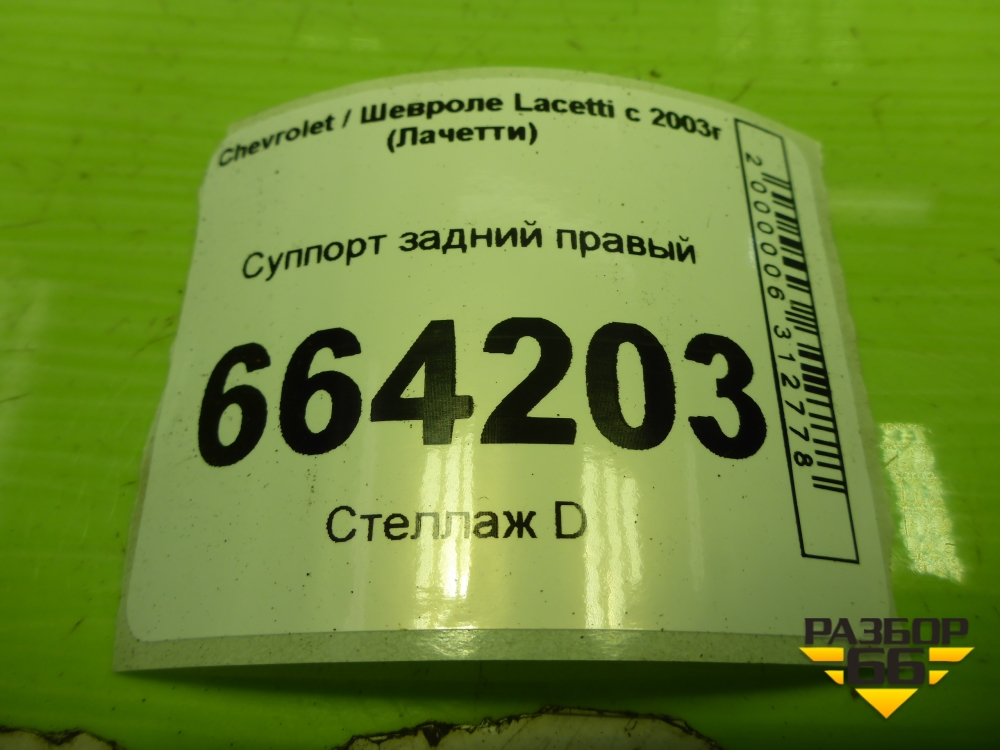 Chevrolet / Шевроле Lacetti с 2003г
(Лачетти)
Суппорт задний правый
664203
Стеллаж D
2000006312778
РАЗБОР
66